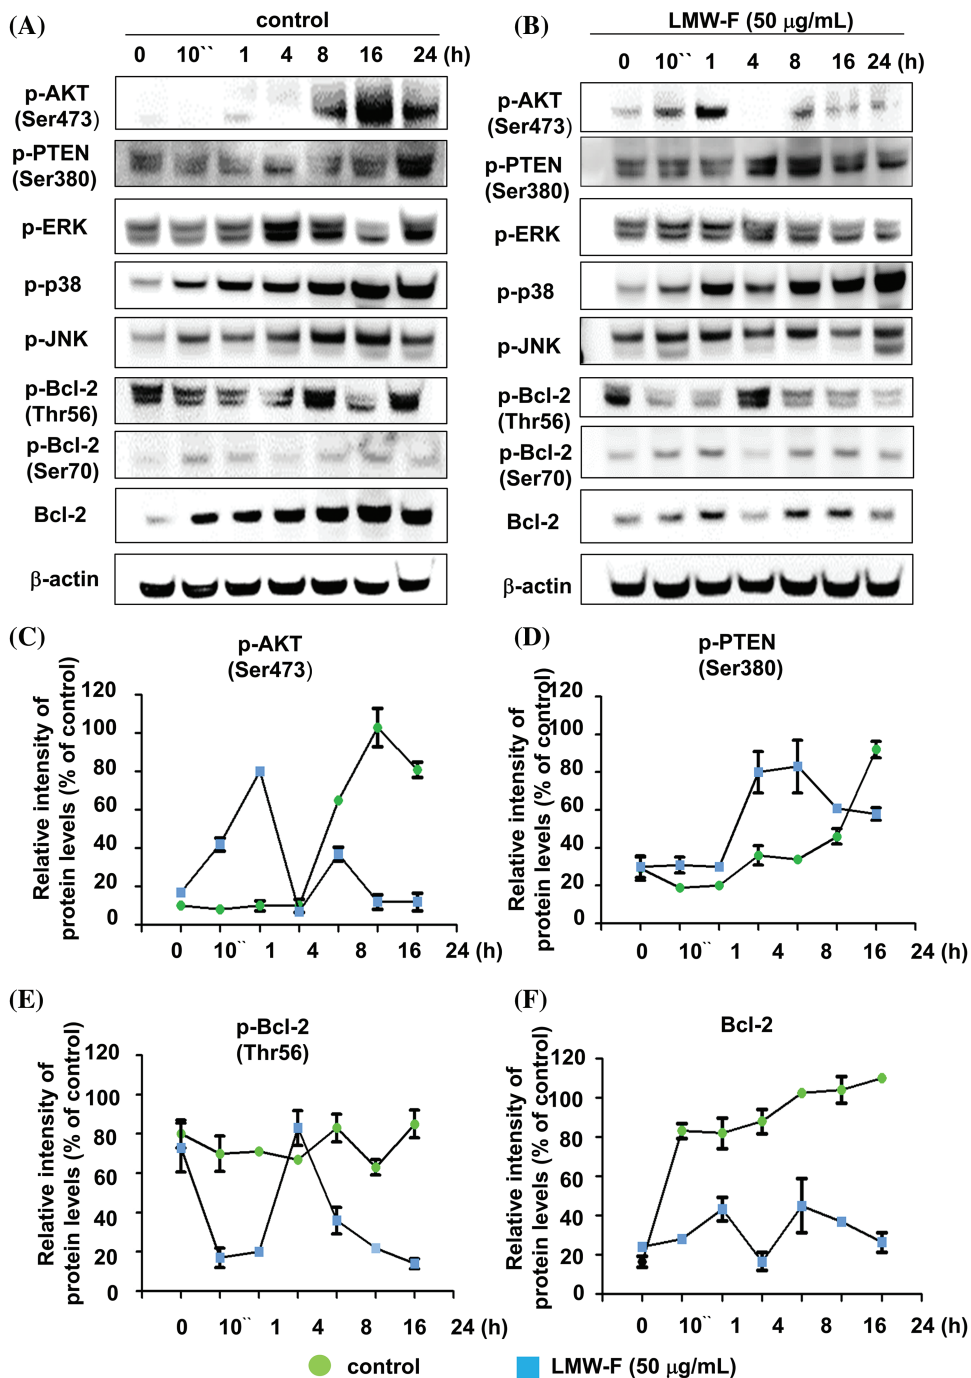 (A) control
0 10`` 1 4 8 16 24 (h)
p-AKT
(Ser473)
p-PTEN
(Ser380)
p-ERK
p-p38
p-JNK
p-Bcl-2
(Thr56)
p-Bcl-2
(Ser70)
Bcl-2
β-actin
(B) LMW-F (50 μg/mL)
0 10`` 1 4 8 16 24 (h)
p-AKT
(Ser473)
p-PTEN
(Ser380)
p-ERK
p-p38
p-JNK
p-Bcl-2
(Thr56)
p-Bcl-2
(Ser70)
Bcl-2
β-actin
(C)
p-AKT
(Ser473)
Relative intensity of
protein levels (% of control)
120
100
80
60
40
20
0
0 10`` 1 4 8 16 24 (h)
(D)
p-PTEN
(Ser380)
Relative intensity of
protein levels (% of control)
120
100
80
60
40
20
0
0 10`` 1 4 8 16 24 (h)
(E)
p-Bcl-2
(Thr56)
Relative intensity of
protein levels (% of control)
120
100
80
60
40
20
0
0 10`` 1 4 8 16 24 (h)
(F)
Bcl-2
Relative intensity of
protein levels (% of control)
120
100
80
60
40
20
0
0 10`` 1 4 8 16 24 (h)
control LMW-F (50 μg/mL)